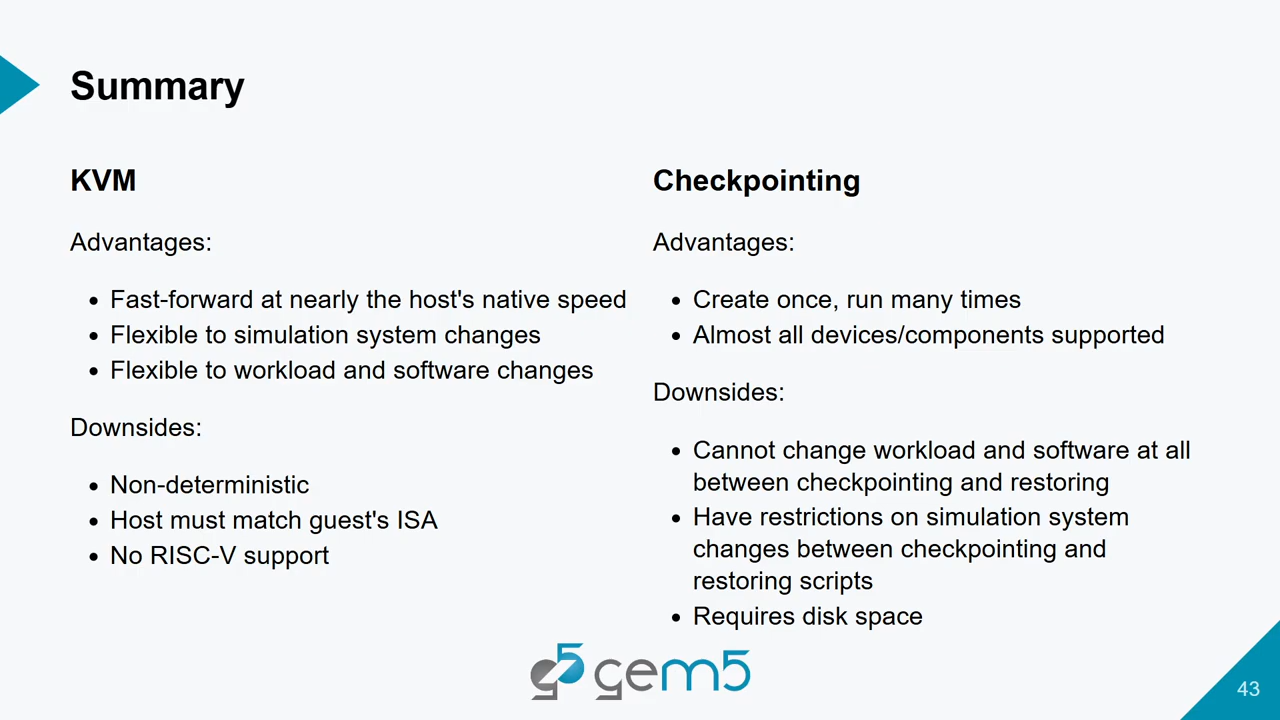 Summary
KVM
Advantages:
• Fast-forward at nearly the host's native speed
• Flexible to simulation system changes
• Flexible to workload and software changes
Downsides:
• Non-deterministic
• Host must match guest's ISA
• No RISC-V support
Checkpointing
Advantages:
• Create once, run many times
• Almost all devices/components supported
Downsides:
• Cannot change workload and software at all
between checkpointing and restoring
• Have restrictions on simulation system
changes between checkpointing and
restoring scripts
• Requires disk space
g5 gem5
43